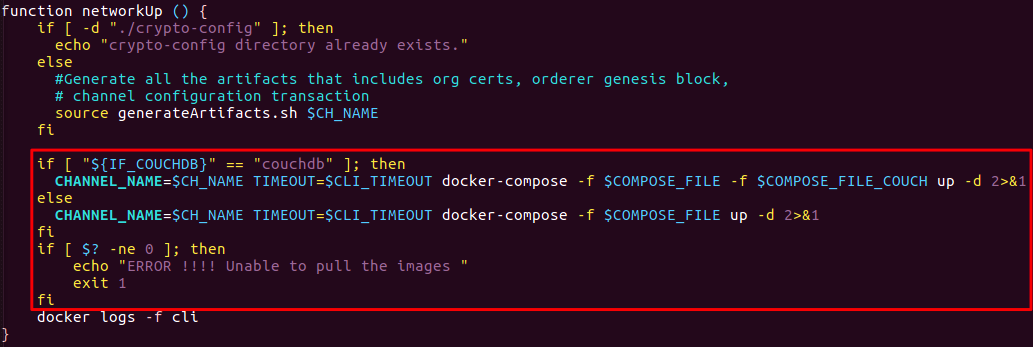 function networkUp () {
    if [ -d "./crypto-config" ]; then
      echo "crypto-config directory already exists."
    else
      #Generate all the artifacts that includes org certs, orderer genesis block,
      # channel configuration transaction
      source generateArtifacts.sh $CH_NAME
    fi

    if [ "${IF_COUCHDB}" == "couchdb" ]; then
      CHANNEL_NAME=$CH_NAME TIMEOUT=$CLI_TIMEOUT docker-compose -f $COMPOSE_FILE -f $COMPOSE_FILE_COUCH up -d 2>&1
    else
      CHANNEL_NAME=$CH_NAME TIMEOUT=$CLI_TIMEOUT docker-compose -f $COMPOSE_FILE up -d 2>&1
    fi
    if [ $? -ne 0 ]; then
        echo "ERROR !!!! Unable to pull the images "
        exit 1
    fi
    docker logs -f cli
}